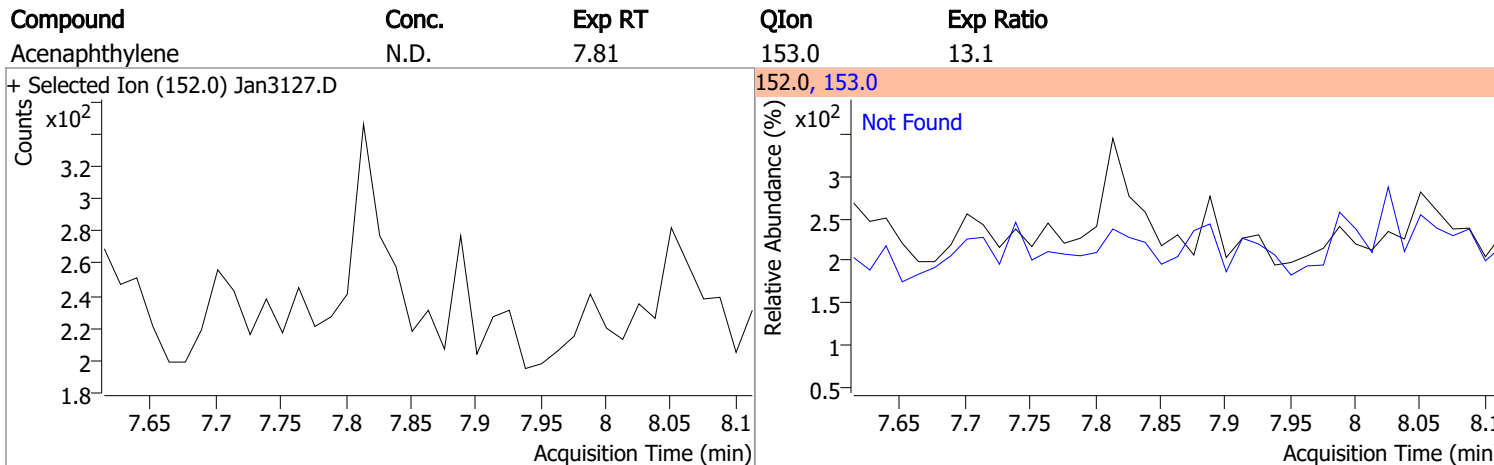 Compound Conc. Exp RT QIon Exp Ratio
Acenaphthylene N.D. 7.81 153.0 13.1
+ Selected Ion (152.0) Jan3127.D
Counts
x10²
3.2
3
2.8
2.6
2.4
2.2
2
1.8
7.65 7.7 7.75 7.8 7.85 7.9 7.95 8 8.05 8.1
Acquisition Time (min)
152.0, 153.0
Relative Abundance (%)
x10²
Not Found
3
2.5
2
1.5
1
0.5
7.65 7.7 7.75 7.8 7.85 7.9 7.95 8 8.05 8.1
Acquisition Time (min